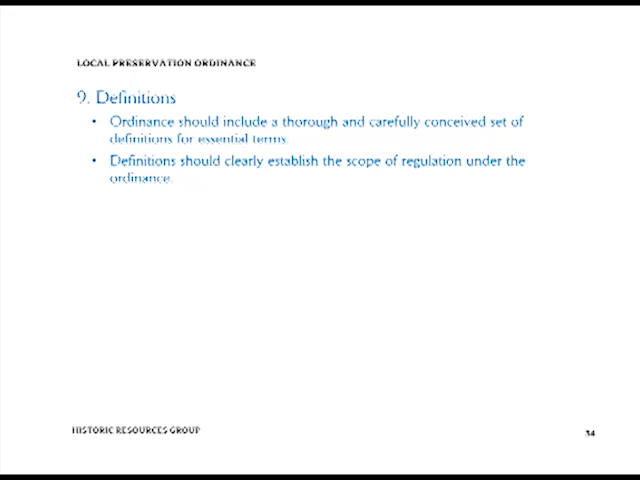 LOCAL PRESERVATION ORDINANCE
9. Definitions
• Ordinance should include a thorough and carefully conceived set of
definitions for essential terms.
• Definitions should clearly establish the scope of regulation under the
ordinance.
HISTORIC RESOURCES GROUP
34